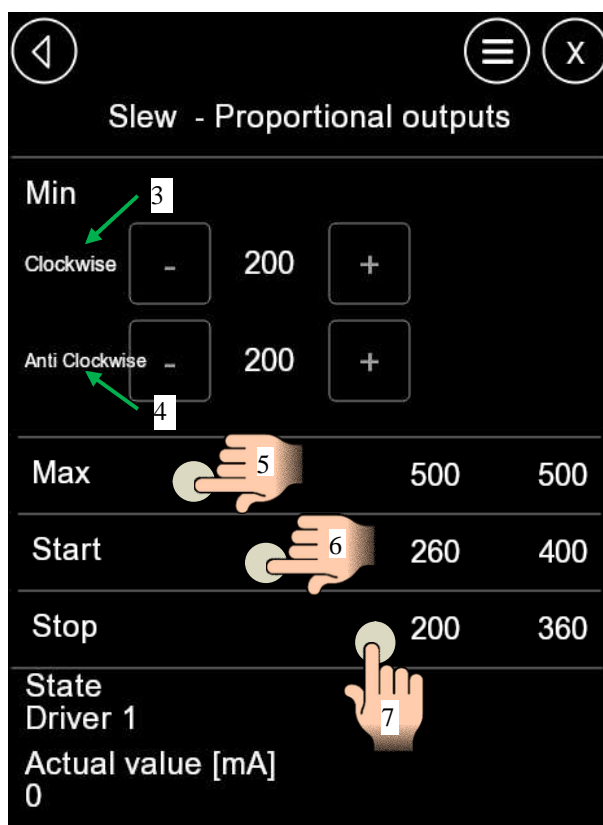 X
Slew - Proportional outputs
Min
3
Clockwise - 200 +
Anti Clockwise - 200 +
4
Max 5 500 500
Start 6 260 400
Stop 200 360
State
Driver 1
7
Actual value [mA]
0